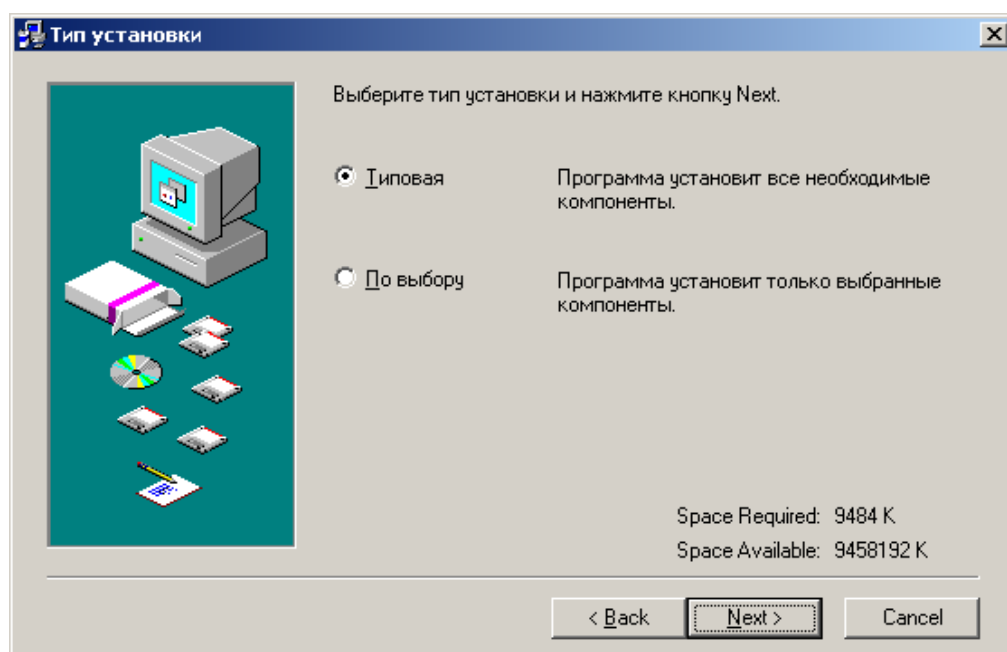 Тип установки
Выберите тип установки и нажмите кнопку Next.
Типовая
Программа установит все необходимые
компоненты.
По выбору
Программа установит только выбранные
компоненты.
Space Required: 9484 K
Space Available: 9458192 K
< Back
Next >
Cancel